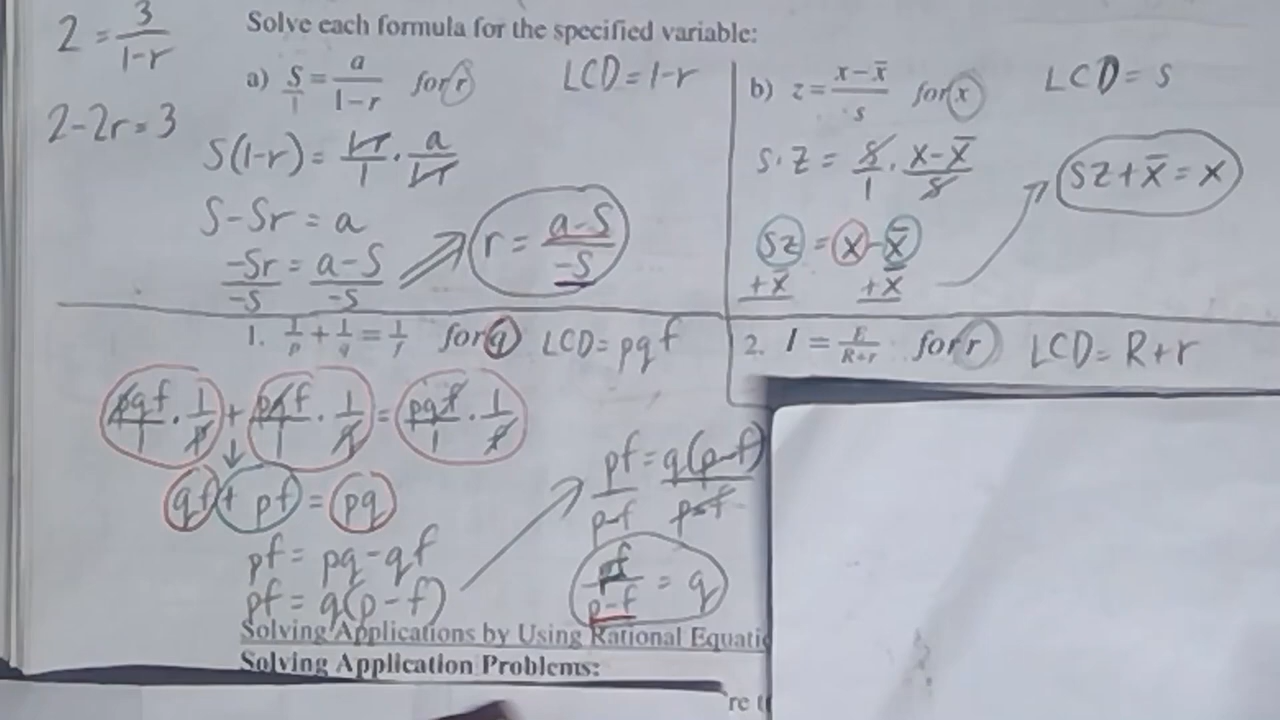 2 = 3/(1-r)
2-2r=3
Solve each formula for the specified variable:
a) S/1 = a/(1-r) for r LCD=1-r
S(1-r) = (1-r)/1 · a/(1-r)
S-Sr = a
-Sr/-S = a-S/-S
r = a-S/-S
b) z = x-x̄/s for x LCD= s
s·z = s/1 · x-x̄/s
sz = x-x̄
+x̄ +x̄
sz+x̄ = x
1. 1/p + 1/q = 1/f for q LCD= pqf
pqf/1 · 1/p + pqf/1 · 1/q = pqf/1 · 1/f
qf + pf = pq
pf = pq-qf
pf = q(p-f)
pf/p-f = q(p-f)/p-f
pf/p-f = q
2. I = E/R+r for r LCD= R+r
Solving Applications by Using Rational
Solving Application Problems: